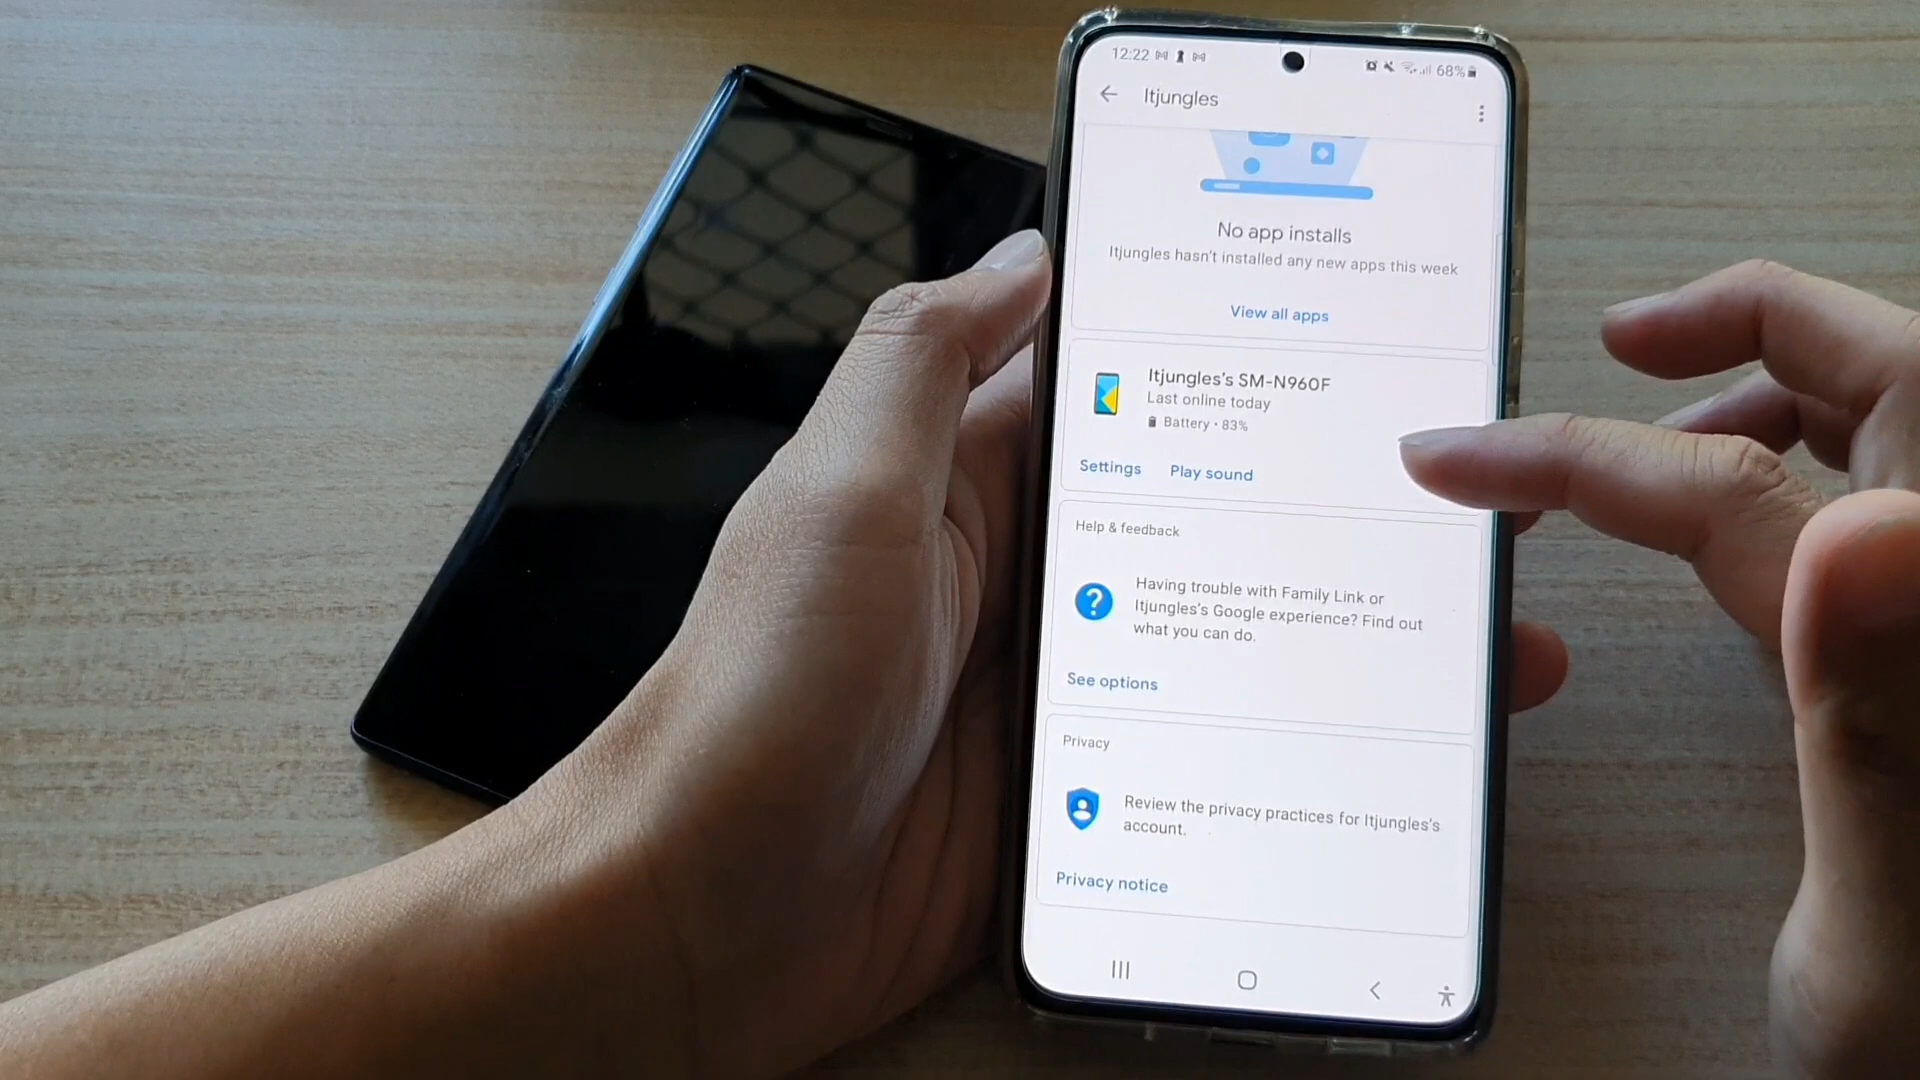 12:22
68%
Itjungles
No app installs
Itjungles hasn't installed any new apps this week
View all apps
Itjungles's SM-N960F
Last online today
Battery • 83%
Settings Play sound
Help & feedback
Having trouble with Family Link or
Itjungles's Google experience? Find out
what you can do.
See options
Privacy
Review the privacy practices for Itjungles's
account.
Privacy notice